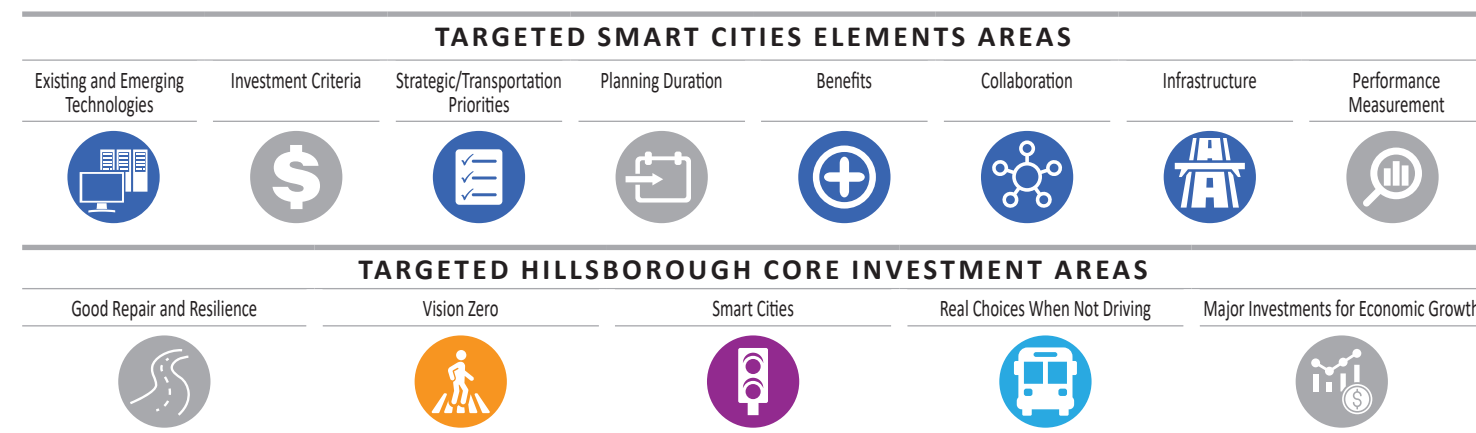 TARGETED SMART CITIES ELEMENTS AREAS
Existing and Emerging
Technologies
Investment Criteria
Strategic/Transportation
Priorities
Planning Duration
Benefits
Collaboration
Infrastructure
Performance
Measurement
$
TARGETED HILLSBOROUGH CORE INVESTMENT AREAS
Good Repair and Resilience
Vision Zero
Smart Cities
Real Choices When Not Driving
Major Investments for Economic Growth
$